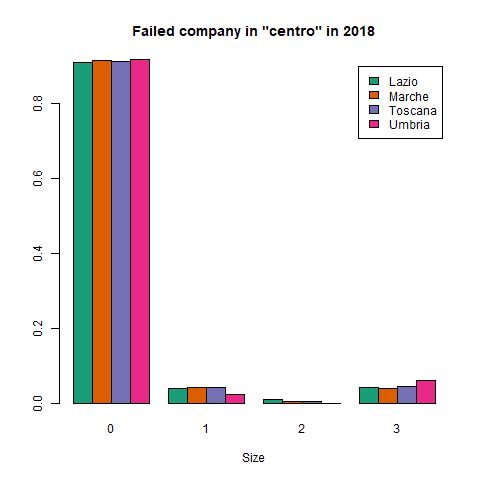 Failed company in "centro" in 2018
Lazio
Marche
Toscana
Umbria
0.8
0.6
0.4
0.2
0.0
0 1 2 3
Size